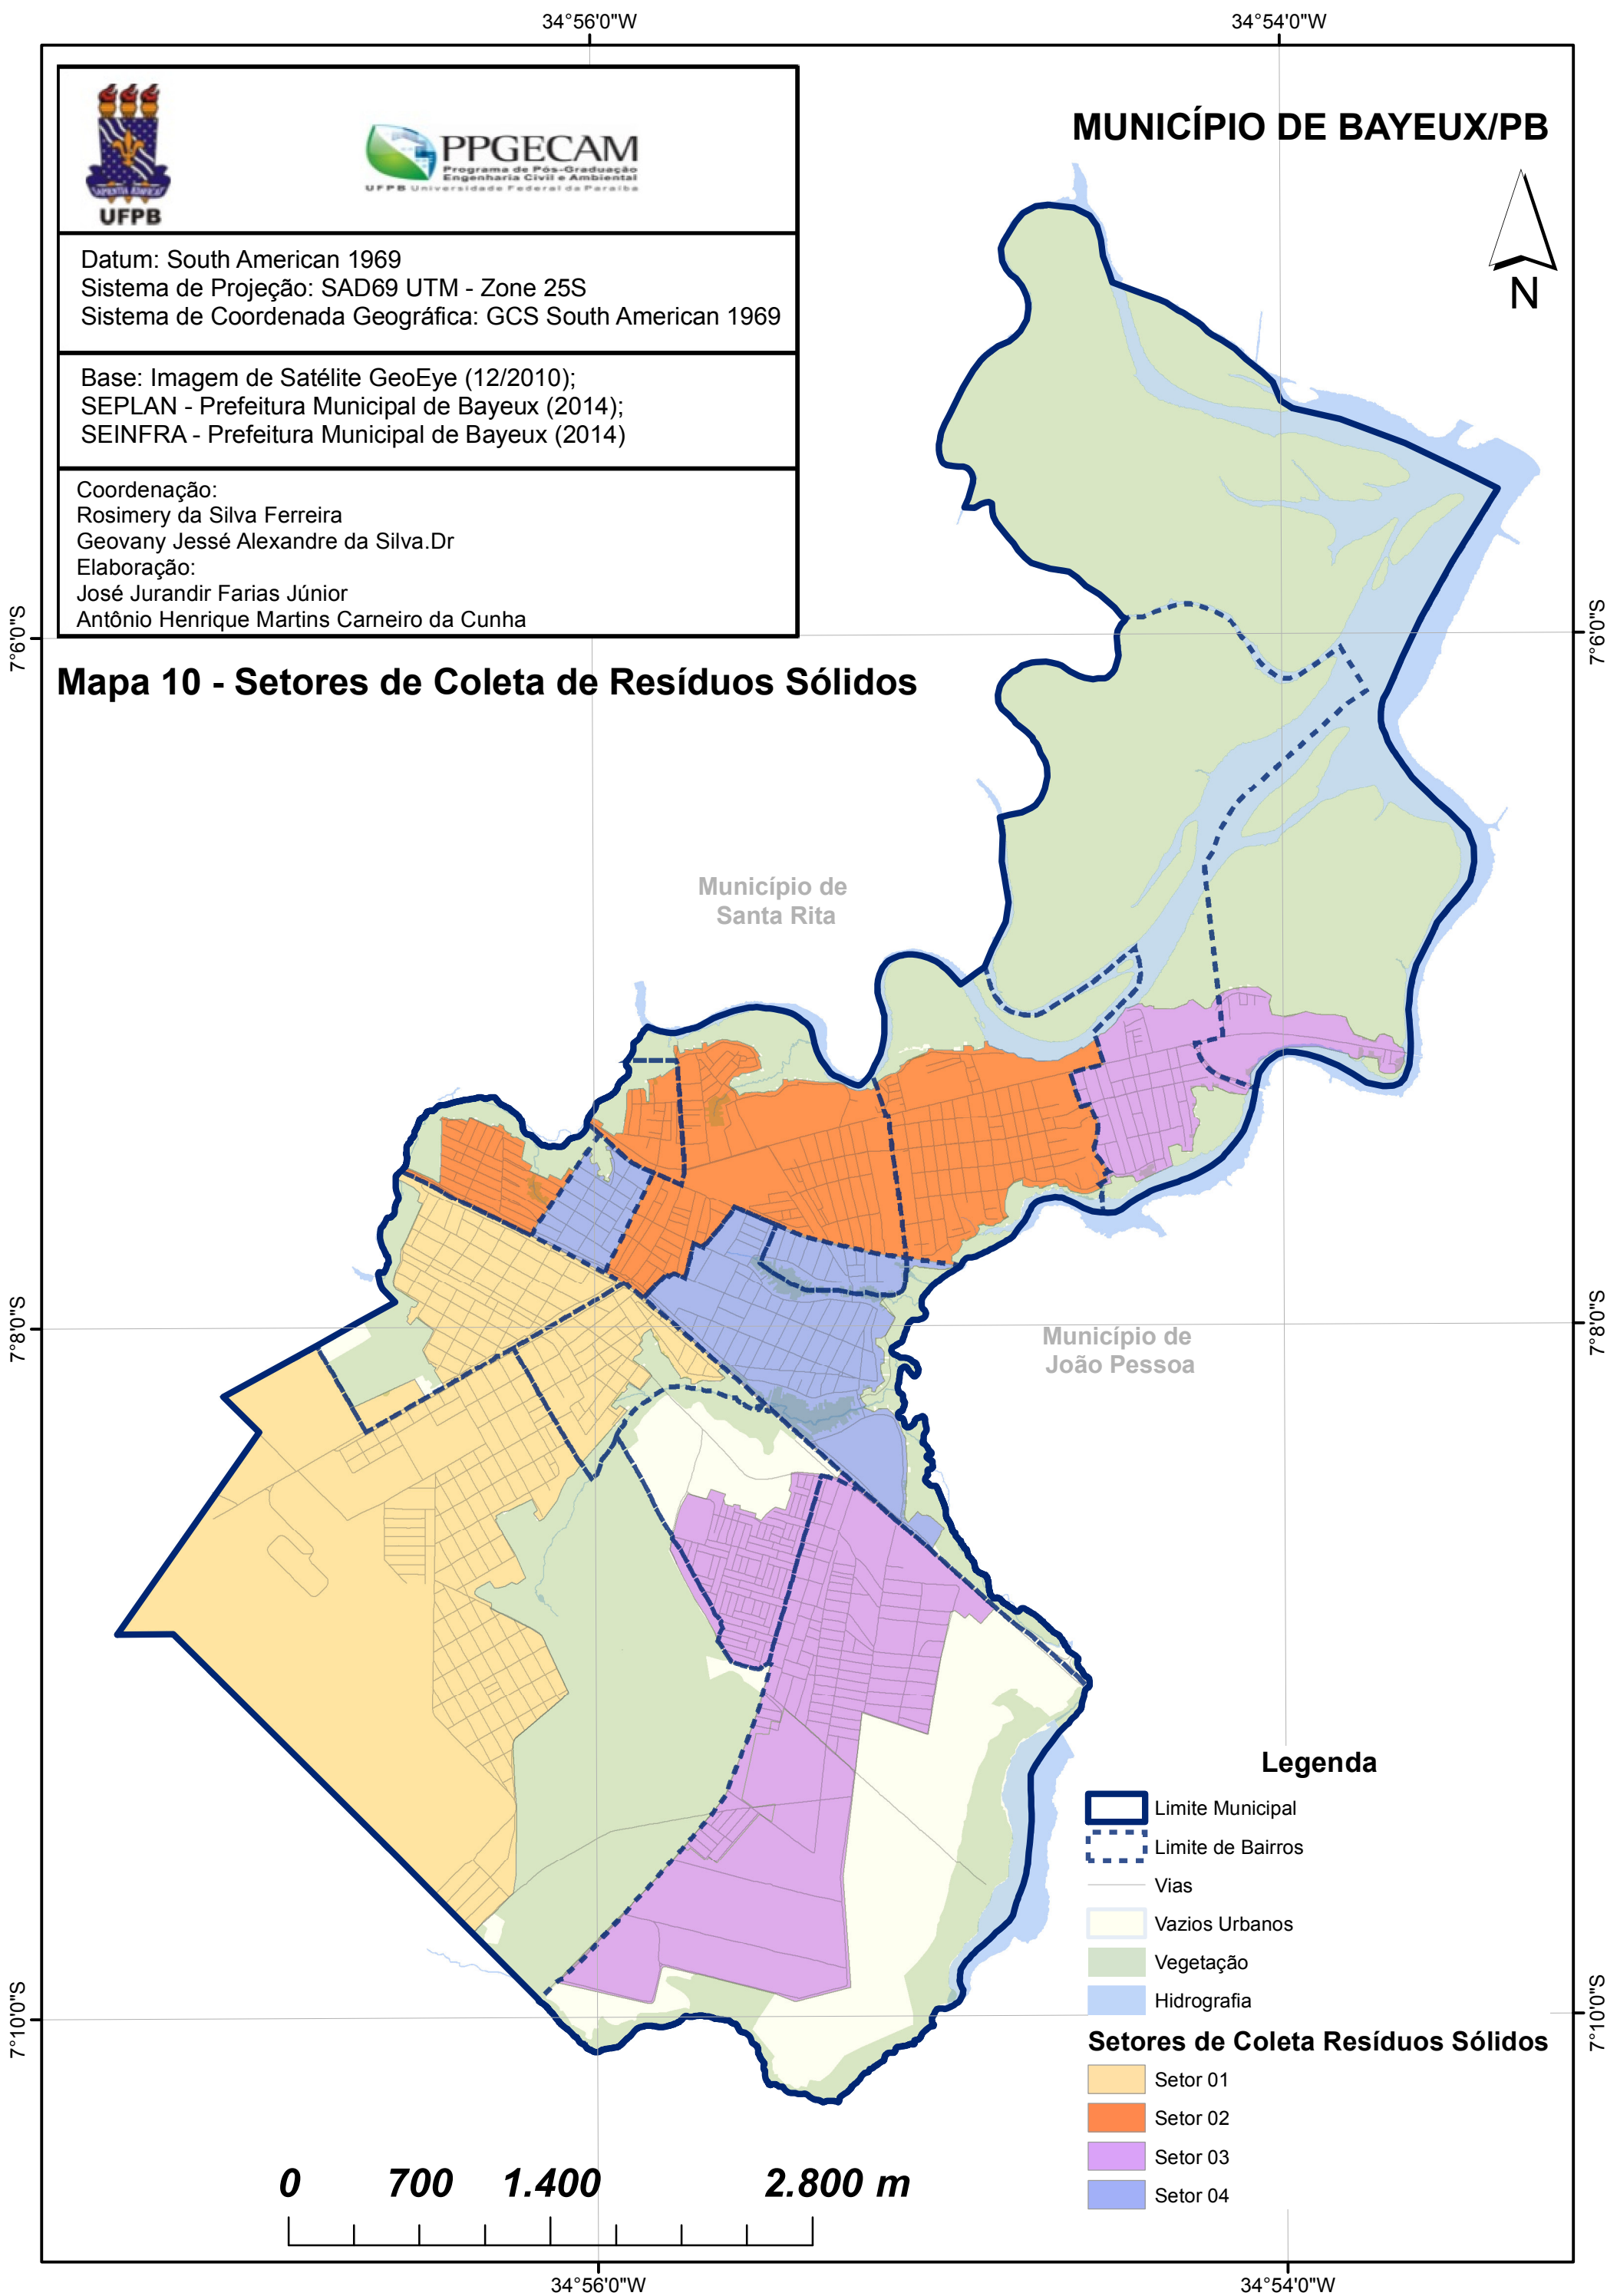 34°56'0"W
34°54'0"W
SAPIENTIA AEDIFICAT
UFPB
PPGECAM
Programa de Pós-Graduação
Engenharia Civil e Ambiental
UFPB Universidade Federal da Paraíba
MUNICÍPIO DE BAYEUX/PB
N
Datum: South American 1969
Sistema de Projeção: SAD69 UTM - Zone 25S
Sistema de Coordenada Geográfica: GCS South American 1969
Base: Imagem de Satélite GeoEye (12/2010);
SEPLAN - Prefeitura Municipal de Bayeux (2014);
SEINFRA - Prefeitura Municipal de Bayeux (2014)
Coordenação:
Rosimery da Silva Ferreira
Geovany Jessé Alexandre da Silva.Dr
Elaboração:
José Jurandir Farias Júnior
Antônio Henrique Martins Carneiro da Cunha
7°6'0"S
7°6'0"S
Mapa 10 - Setores de Coleta de Resíduos Sólidos
Município de
Santa Rita
7°8'0"S
7°8'0"S
Município de
João Pessoa
Legenda
Limite Municipal
Limite de Bairros
Vias
Vazios Urbanos
Vegetação
Hidrografia
7°10'0"S
7°10'0"S
Setores de Coleta Resíduos Sólidos
Setor 01
Setor 02
Setor 03
Setor 04
0 700 1.400 2.800 m
34°56'0"W
34°54'0"W